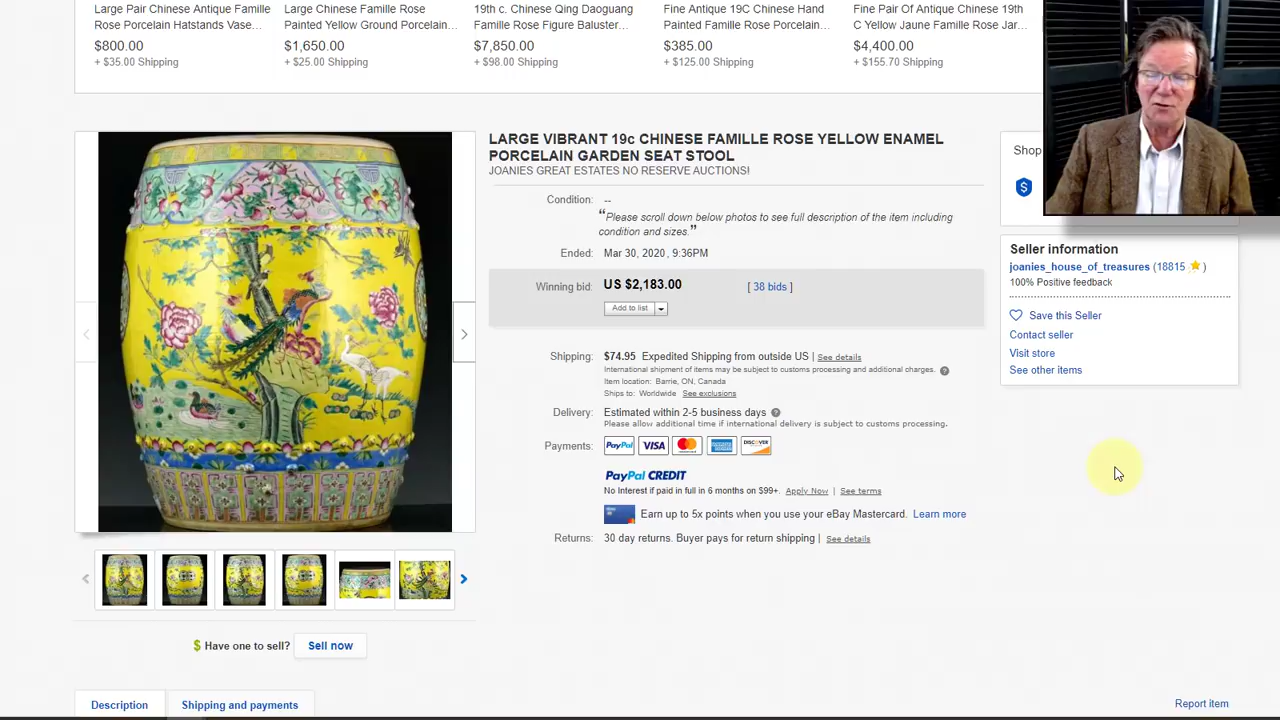 Large Pair Chinese Antique Famille
Rose Porcelain Hatstands Vase...
$800.00
+ $35.00 Shipping
Large Chinese Famille Rose
Painted Yellow Ground Porcelain...
$1,650.00
+ $25.00 Shipping
19th c. Chinese Qing Daoguang
Famille Rose Figure Baluster...
$7,850.00
+ $98.00 Shipping
Fine Antique 19C Chinese Hand
Painted Famille Rose Porcelain...
$385.00
+ $125.00 Shipping
Fine Pair Of Antique Chinese 19th
C Yellow Jaune Famille Rose Jar...
$4,400.00
+ $155.70 Shipping
LARGE VIBRANT 19c CHINESE FAMILLE ROSE YELLOW ENAMEL
PORCELAIN GARDEN SEAT STOOL
JOANIES GREAT ESTATES NO RESERVE AUCTIONS!
Condition: --
“Please scroll down below photos to see full description of the item including
condition and sizes.”
Ended: Mar 30, 2020, 9:36PM
Winning bid: US $2,183.00 [ 38 bids ]
Add to list
Shipping: $74.95 Expedited Shipping from outside US | See details
International shipment of items may be subject to customs processing and additional charges.
Item location: Barrie, ON, Canada
Ships to: Worldwide See exclusions
Delivery: Estimated within 2-5 business days
Please allow additional time if international delivery is subject to customs processing.
Payments: PayPal VISA MasterCard AMERICAN EXPRESS DISCOVER
PayPal CREDIT
No Interest if paid in full in 6 months on $99+. Apply Now | See terms
Earn up to 5x points when you use your eBay Mastercard. Learn more
Returns: 30 day returns. Buyer pays for return shipping | See details
Shop
Seller information
joanies_house_of_treasures (18815 )
100% Positive feedback
Save this Seller
Contact seller
Visit store
See other items
$ Have one to sell? Sell now
Description
Shipping and payments
Report item